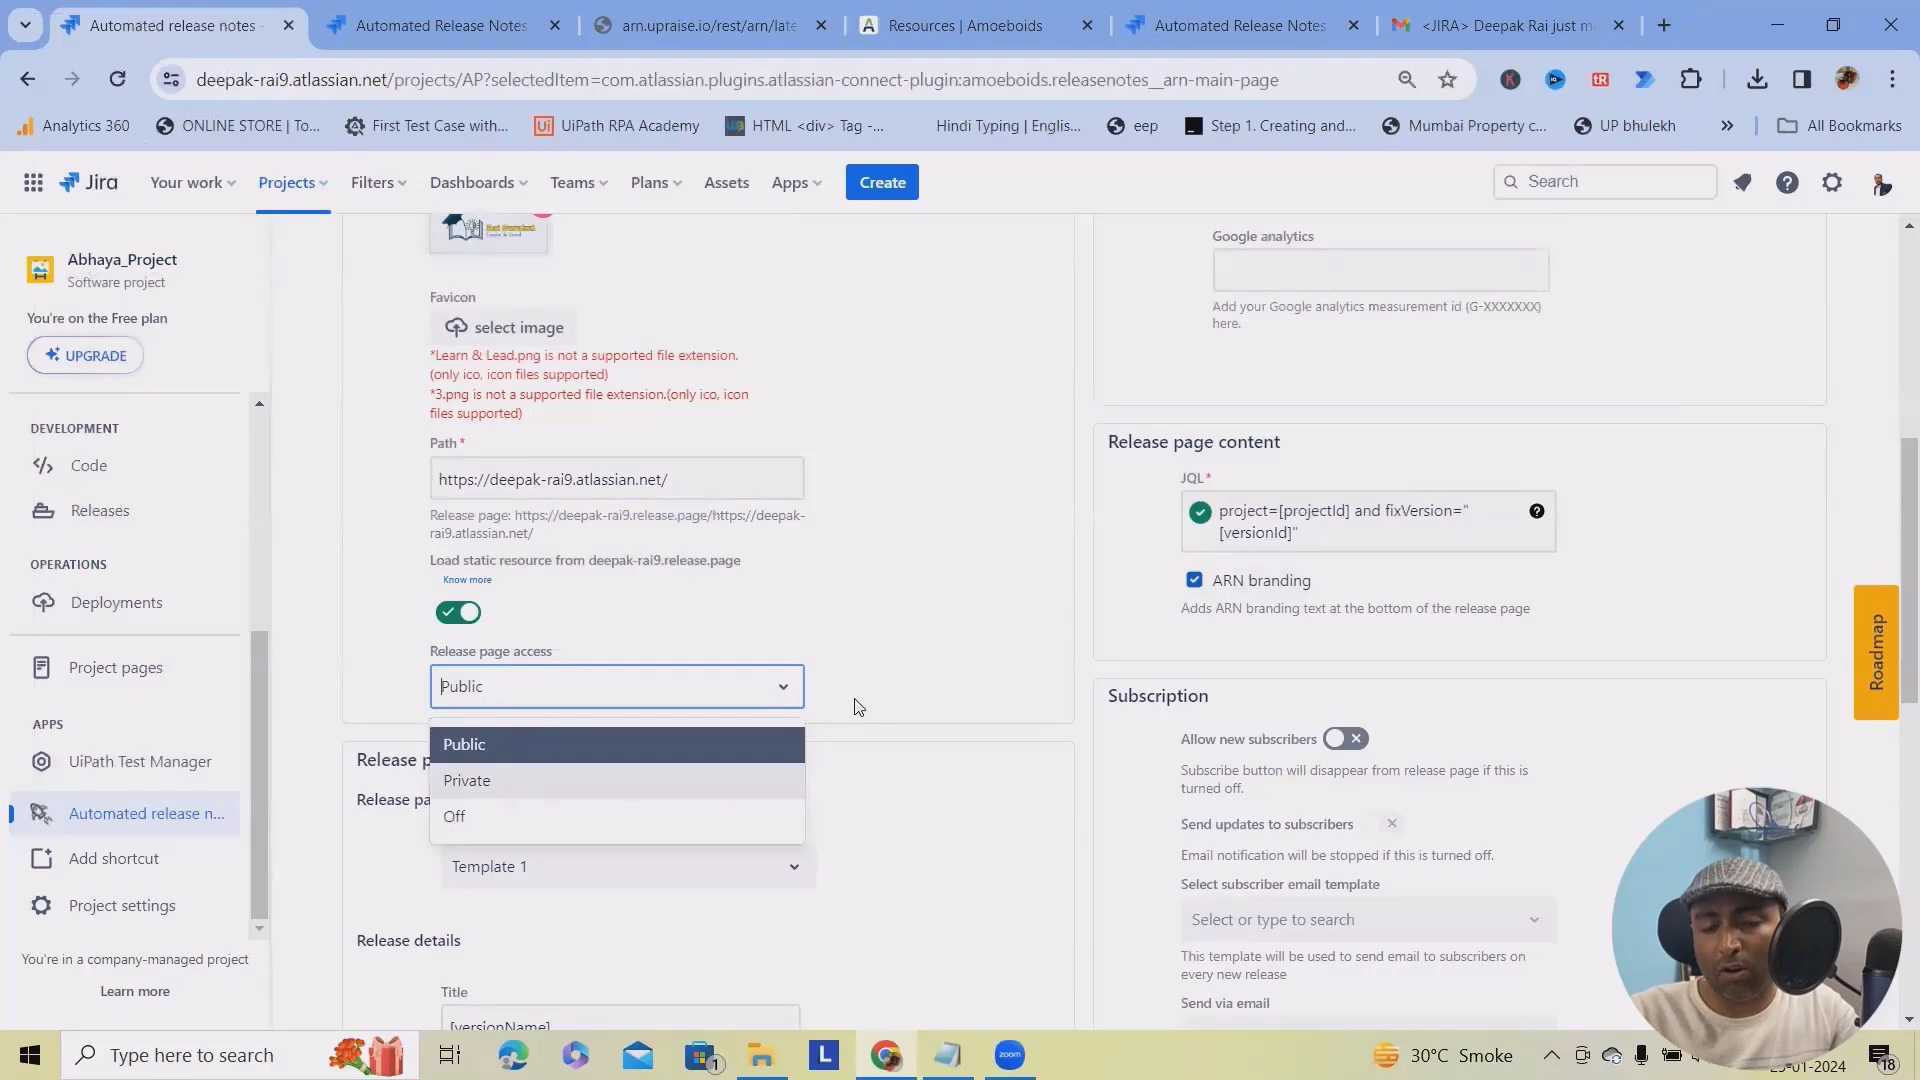 Automated release notes -
Automated Release Notes
arn.upraise.io/rest/arn/late
Resources | Amoeboids
Automated Release Notes
<JIRA> Deepak Rai just m
deepak-rai9.atlassian.net/projects/AP?selectedItem=com.atlassian.plugins.atlassian-connect-plugin:amoeboids.releasenotes__arn-main-page
Analytics 360
ONLINE STORE | To...
First Test Case with...
UiPath RPA Academy
HTML <div> Tag -...
Hindi Typing | Englis...
eep
Step 1. Creating and...
Mumbai Property c...
UP bhulekh
All Bookmarks
Jira
Your work
Projects
Filters
Dashboards
Teams
Plans
Assets
Apps
Create
Search
Abhaya_Project
Software project
You're on the Free plan
UPGRADE
DEVELOPMENT
Code
Releases
OPERATIONS
Deployments
Project pages
APPS
UiPath Test Manager
Automated release n...
Add shortcut
Project settings
You're in a company-managed project
Learn more
Favicon
select image
*Learn & Lead.png is not a supported file extension.
(only ico, icon files supported)
*3.png is not a supported file extension.(only ico, icon
files supported)
Path *
https://deepak-rai9.atlassian.net/
Release page: https://deepak-rai9.release.page/https://deepak-
rai9.atlassian.net/
Load static resource from deepak-rai9.release.page
Know more
Release page access
Public
Public
Private
Off
Release p
Release pa
Template 1
Release details
Title
[versionName]
Google analytics
Add your Google analytics measurement id (G-XXXXXXX)
here.
Release page content
JQL*
project=[projectId] and fixVersion="
[versionId]"
ARN branding
Adds ARN branding text at the bottom of the release page
Subscription
Allow new subscribers
Subscribe button will disappear from release page if this is
turned off.
Send updates to subscribers
Email notification will be stopped if this is turned off.
Select subscriber email template
Select or type to search
This template will be used to send email to subscribers on
every new release
Send via email
Roadmap
Type here to search
1
L
zoom
30°C Smoke
18